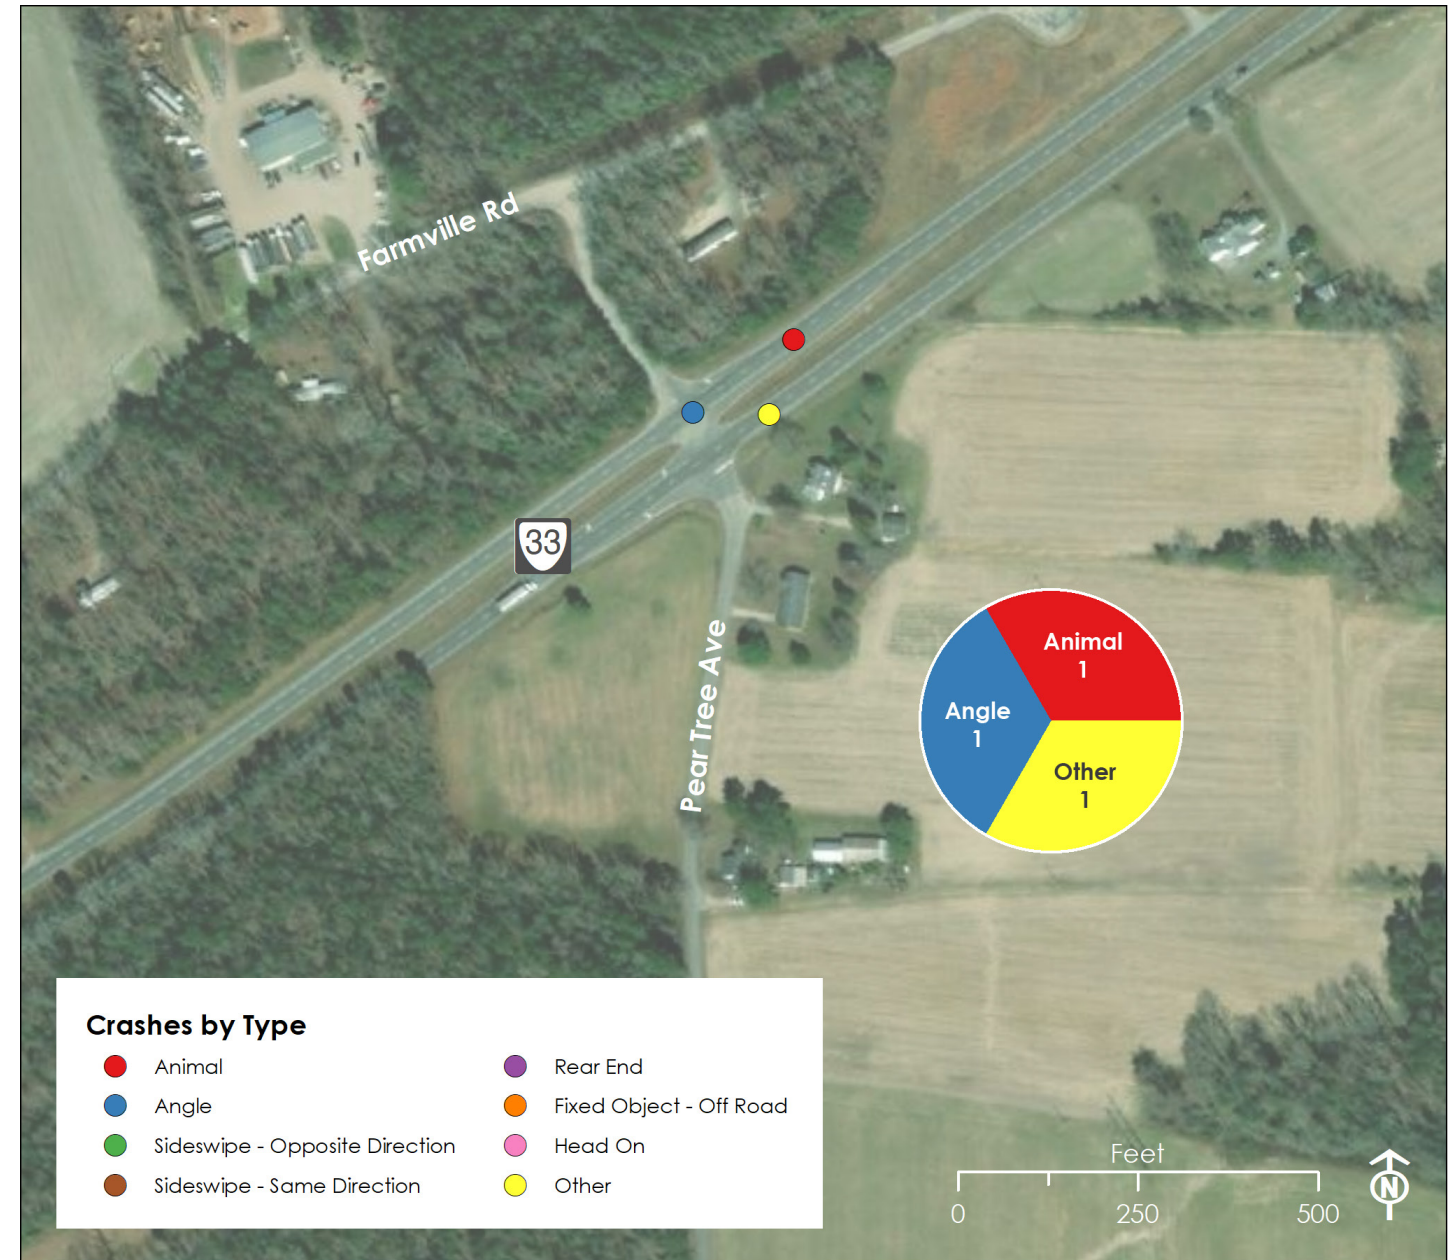 Farmville Rd
33
Pear Tree Ave
Animal
1
Angle
1
Other
1
Crashes by Type
Animal
Angle
Sideswipe - Opposite Direction
Sideswipe - Same Direction
Rear End
Fixed Object - Off Road
Head On
Other
Feet
0 250 500
N